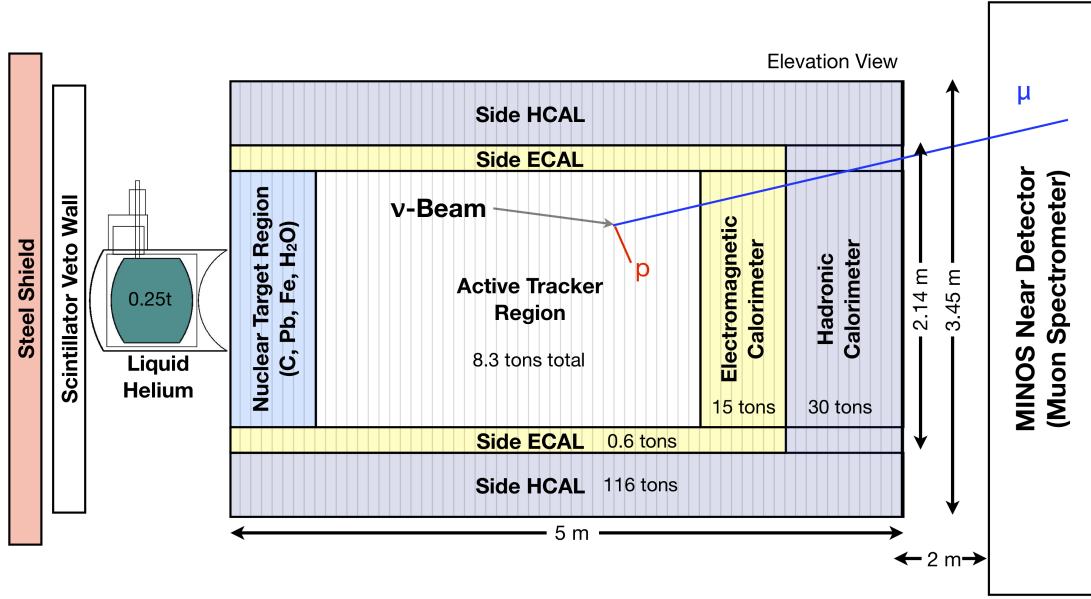 Elevation View
Steel Shield
Scintillator Veto Wall
0.25t
Liquid
Helium
Side HCAL
Side ECAL
Nuclear Target Region
(C, Pb, Fe, H₂O)
ν-Beam
p
μ
Active Tracker
Region
8.3 tons total
Electromagnetic
Calorimeter
15 tons
Hadronic
Calorimeter
30 tons
Side ECAL 0.6 tons
Side HCAL 116 tons
5 m
2 m
2.14 m
3.45 m
MINOS Near Detector
(Muon Spectrometer)